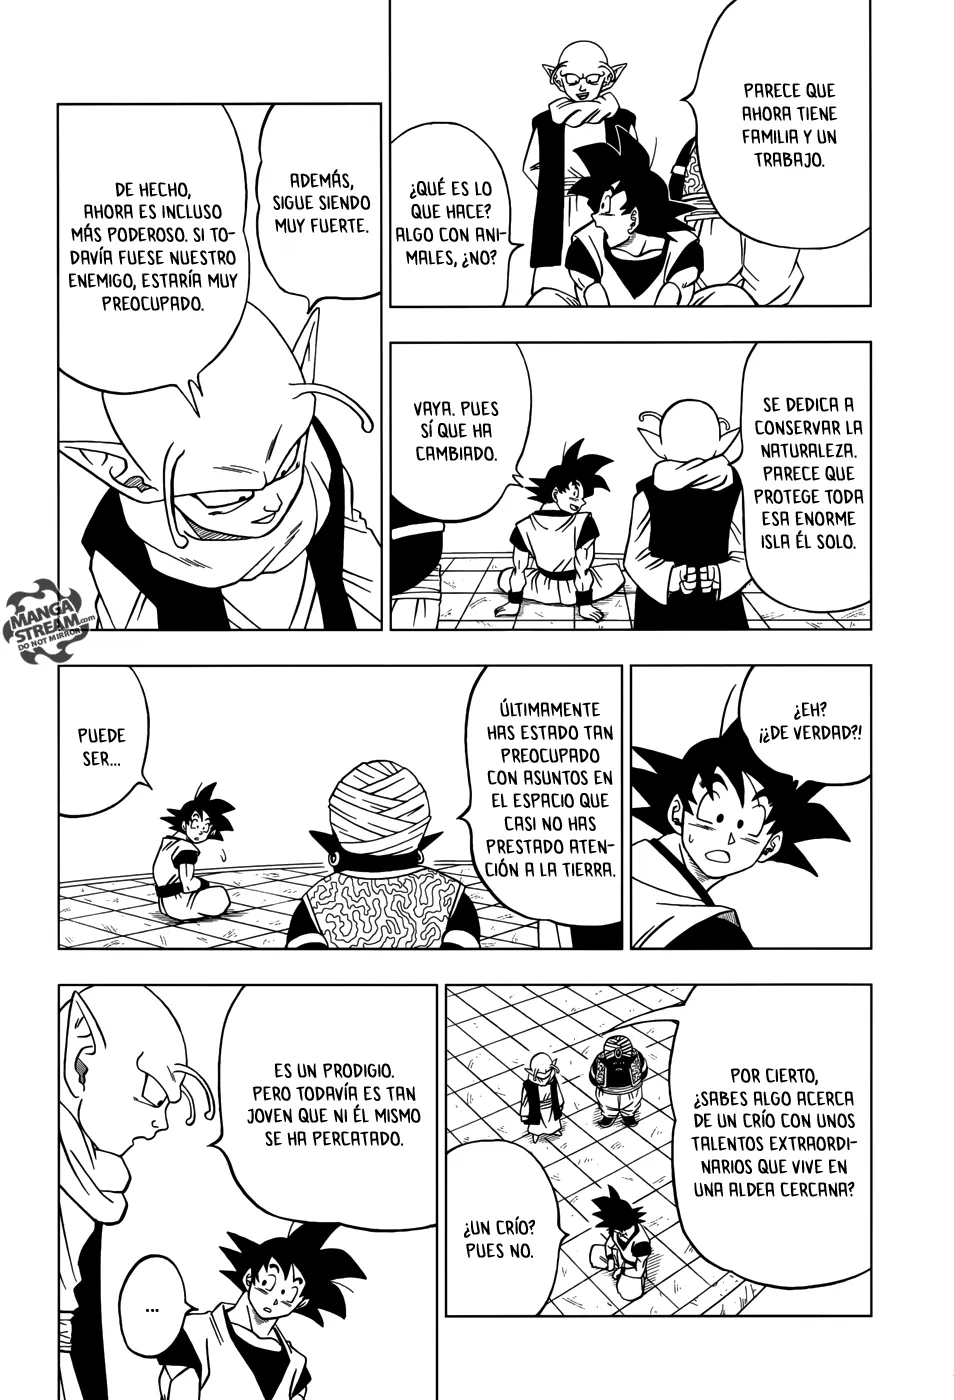 PARECE QUE
AHORA TIENE
FAMILIA Y UN
TRABAJO.
¿QUÉ ES LO
QUE HACE?
ALGO CON ANI-
MALES, ¿NO?
ADEMÁS,
SIGUE SIENDO
MUY FUERTE.
DE HECHO,
AHORA ES INCLUSO
MÁS PODEROSO. SI TO-
DAVÍA FUESE NUESTRO
ENEMIGO, ESTARÍA MUY
PREOCUPADO.
SE DEDICA A
CONSERVAR LA
NATURALEZA.
PARECE QUE
PROTEGE TODA
ESA ENORME
ISLA ÉL SOLO.
VAYA. PUES
SÍ QUE HA
CAMBIADO.
MANGA
STREAM.com
DO NOT MIRROR
¿EH?
¡¿DE VERDAD?!
ÚLTIMAMENTE
HAS ESTADO TAN
PREOCUPADO
CON ASUNTOS EN
EL ESPACIO QUE
CASI NO HAS
PRESTADO ATEN-
CIÓN A LA TIERRA.
PUEDE
SER...
POR CIERTO,
¿SABES ALGO ACERCA
DE UN CRÍO CON UNOS
TALENTOS EXTRAORDI-
NARIOS QUE VIVE EN
UNA ALDEA CERCANA?
¿UN CRÍO?
PUES NO.
ES UN PRODIGIO.
PERO TODAVÍA ES TAN
JOVEN QUE NI ÉL MISMO
SE HA PERCATADO.
...